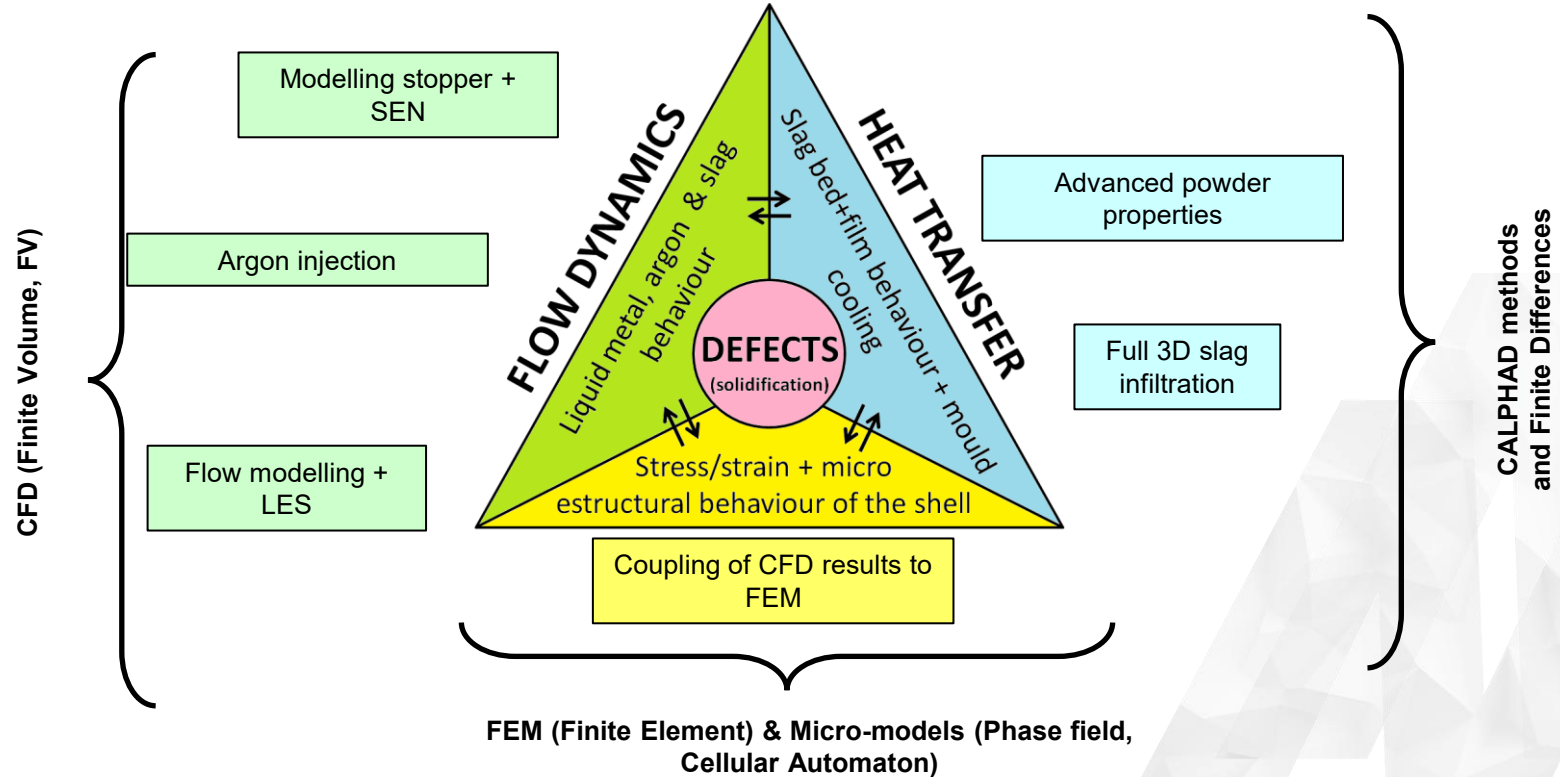 CFD (Finite Volume, FV)
Modelling stopper +
SEN
Argon injection
Flow modelling +
LES
FLOW DYNAMICS
Liquid metal, argon & slag
behaviour
HEAT TRANSFER
Slag bed+film behaviour + mould
cooling
DEFECTS
(solidification)
Stress/strain + micro
estructural behaviour of the shell
Coupling of CFD results to
FEM
Advanced powder
properties
Full 3D slag
infiltration
CALPHAD methods
and Finite Differences
FEM (Finite Element) & Micro-models (Phase field,
Cellular Automaton)